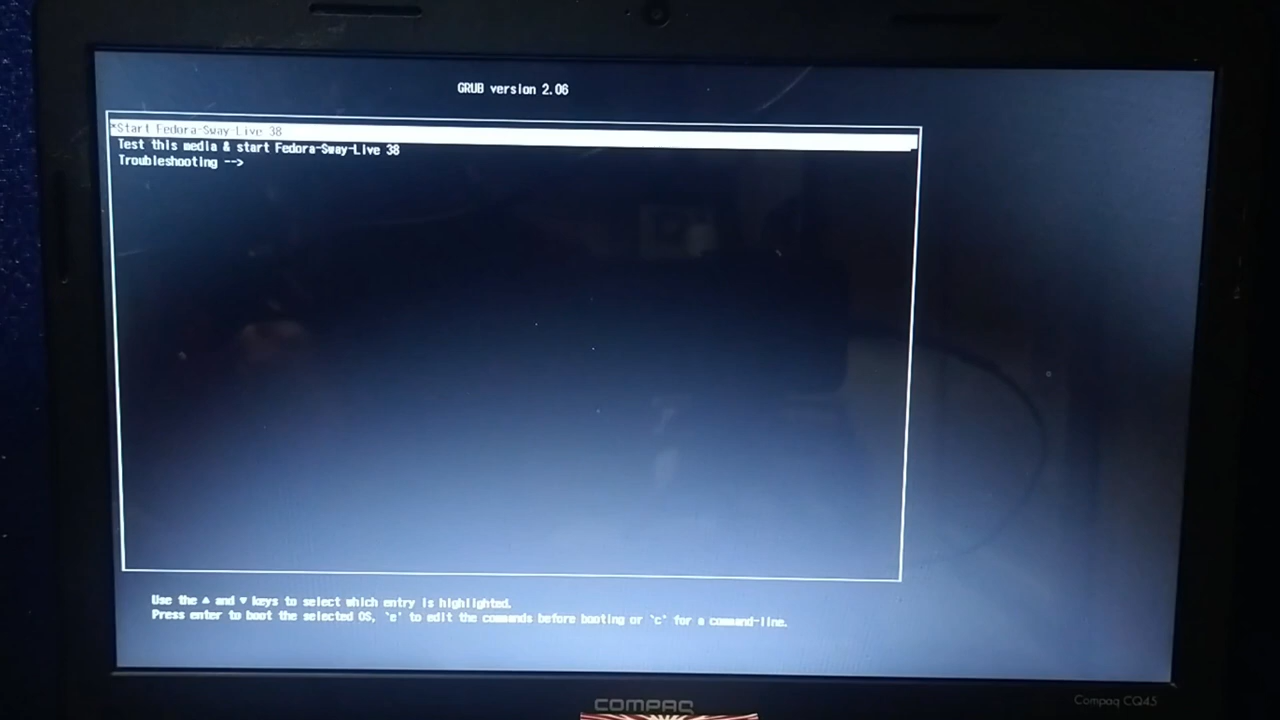 GRUB version 2.06
*Start Fedora-Sway-Live 38
Test this media & start Fedora-Sway-Live 38
Troubleshooting -->
Use the ▲ and ▼ keys to select which entry is highlighted.
Press enter to boot the selected OS, `e' to edit the commands before booting or `c' for a command-line.
COMPAQ
Compaq CQ45